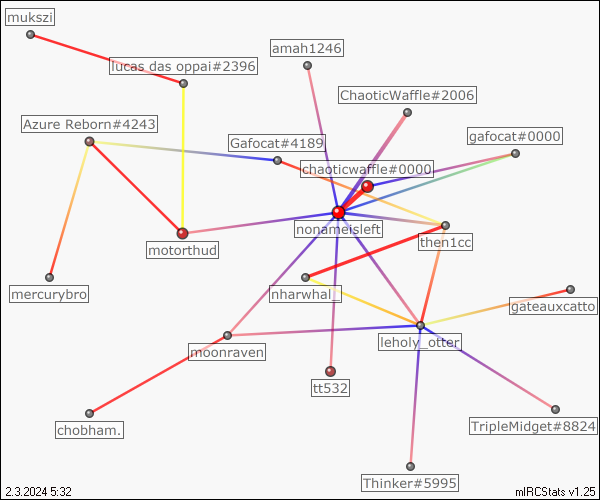 mukszi
amah1246
lucas das oppai#2396
ChaoticWaffle#2006
Azure Reborn#4243
gafocat#0000
Gafocat#4189
chaoticwaffle#0000
nonameisleft
motorthud
then1cc
mercurybro
nharwhal_
gateauxcatto
leholy_otter
moonraven
tt532
chobham.
TripleMidget#8824
Thinker#5995
2.3.2024 5:32
mIRCStats v1.25